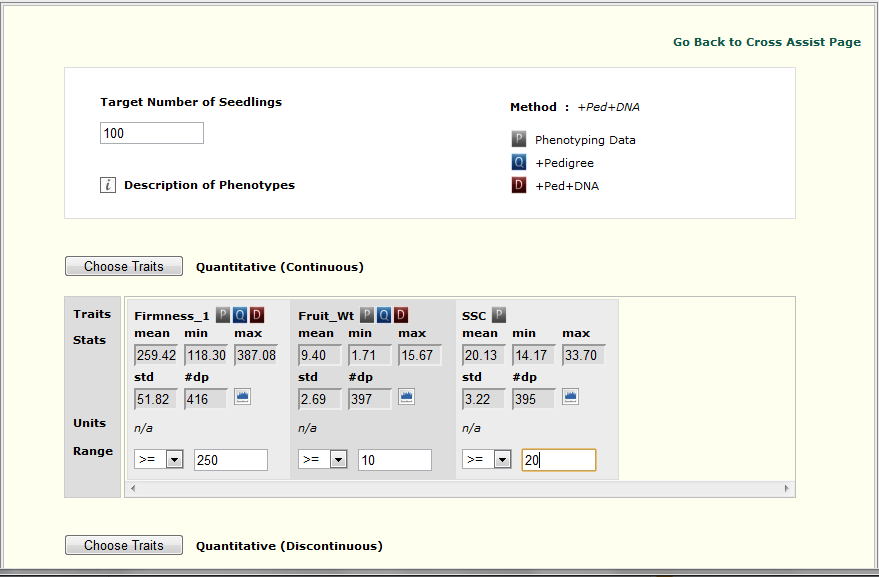 Go Back to Cross Assist Page
Target Number of Seedlings
100
i Description of Phenotypes
Method : +Ped+DNA
P Phenotyping Data
Q +Pedigree
D +Ped+DNA
Choose Traits Quantitative (Continuous)
Traits Firmness_1 P Q D Fruit_Wt P Q D SSC P
Stats mean min max mean min max mean min max
259.42 118.30 387.08 9.40 1.71 15.67 20.13 14.17 33.70
std #dp std #dp std #dp
51.82 416 2.69 397 3.22 395
Units n/a n/a n/a
Range >= 250 >= 10 >= 20
Choose Traits Quantitative (Discontinuous)